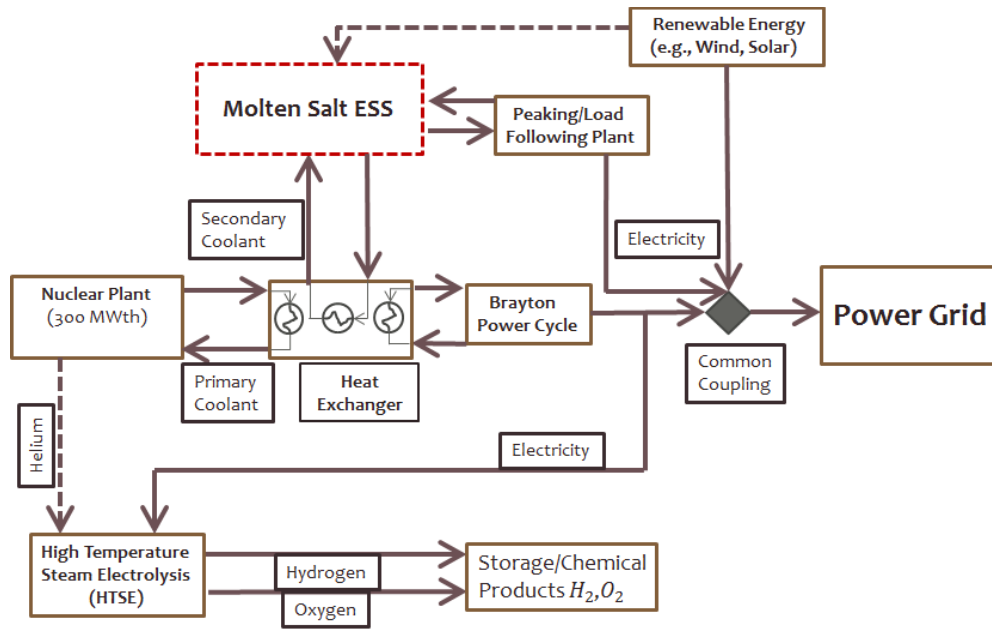 Renewable Energy
(e.g., Wind, Solar)
Molten Salt ESS
Peaking/Load
Following Plant
Secondary
Coolant
Electricity
Nuclear Plant
(300 MWth)
Brayton
Power Cycle
Power Grid
Primary
Coolant
Heat
Exchanger
Common
Coupling
Helium
Electricity
High Temperature
Steam Electrolysis
(HTSE)
Hydrogen
Oxygen
Storage/Chemical
Products H₂,O₂